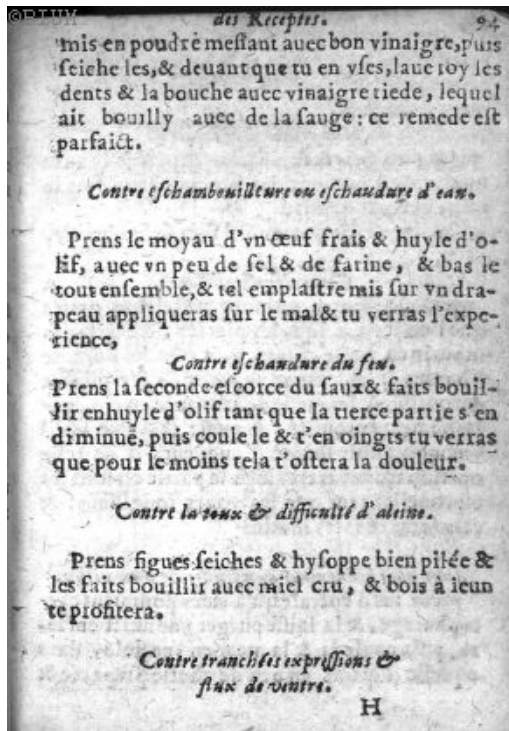 ©BIUM
des Receptes. 94
mis en poudre meſlant auec bon vinaigre, puis
ſeiche les, & deuant que tu en vſes, laue toy les
dents & la bouche auec vinaigre tiede, lequel
ait bouilly auec de la ſauge: ce remede eſt
parfaict.
Contre eſchambouilleure ou eſchaudure d'eau.
Prens le moyau d'vn œuf frais & huyle d'o-
lif, auec vn peu de ſel & de farine, & bas le
tout enſemble, & tel emplaſtre mis ſur vn dra-
peau appliqueras ſur le mal & tu verras l'expe-
rience,
Contre eſchaudure du feu.
Prens la ſeconde eſcorce du ſaux & faits bouil-
lir en huyle d'olif tant que la tierce partie s'en
diminuë, puis coule le & t'en oingts tu verras
que pour le moins cela t'oſtera la douleur.
Contre la toux & difficulté d'aleine.
Prens figues ſeiches & hyſoppe bien pilée &
les faits bouillir auec miel cru, & bois à ieun
te profitera.
Contre tranchées expreſſions &
flux de ventre.
H